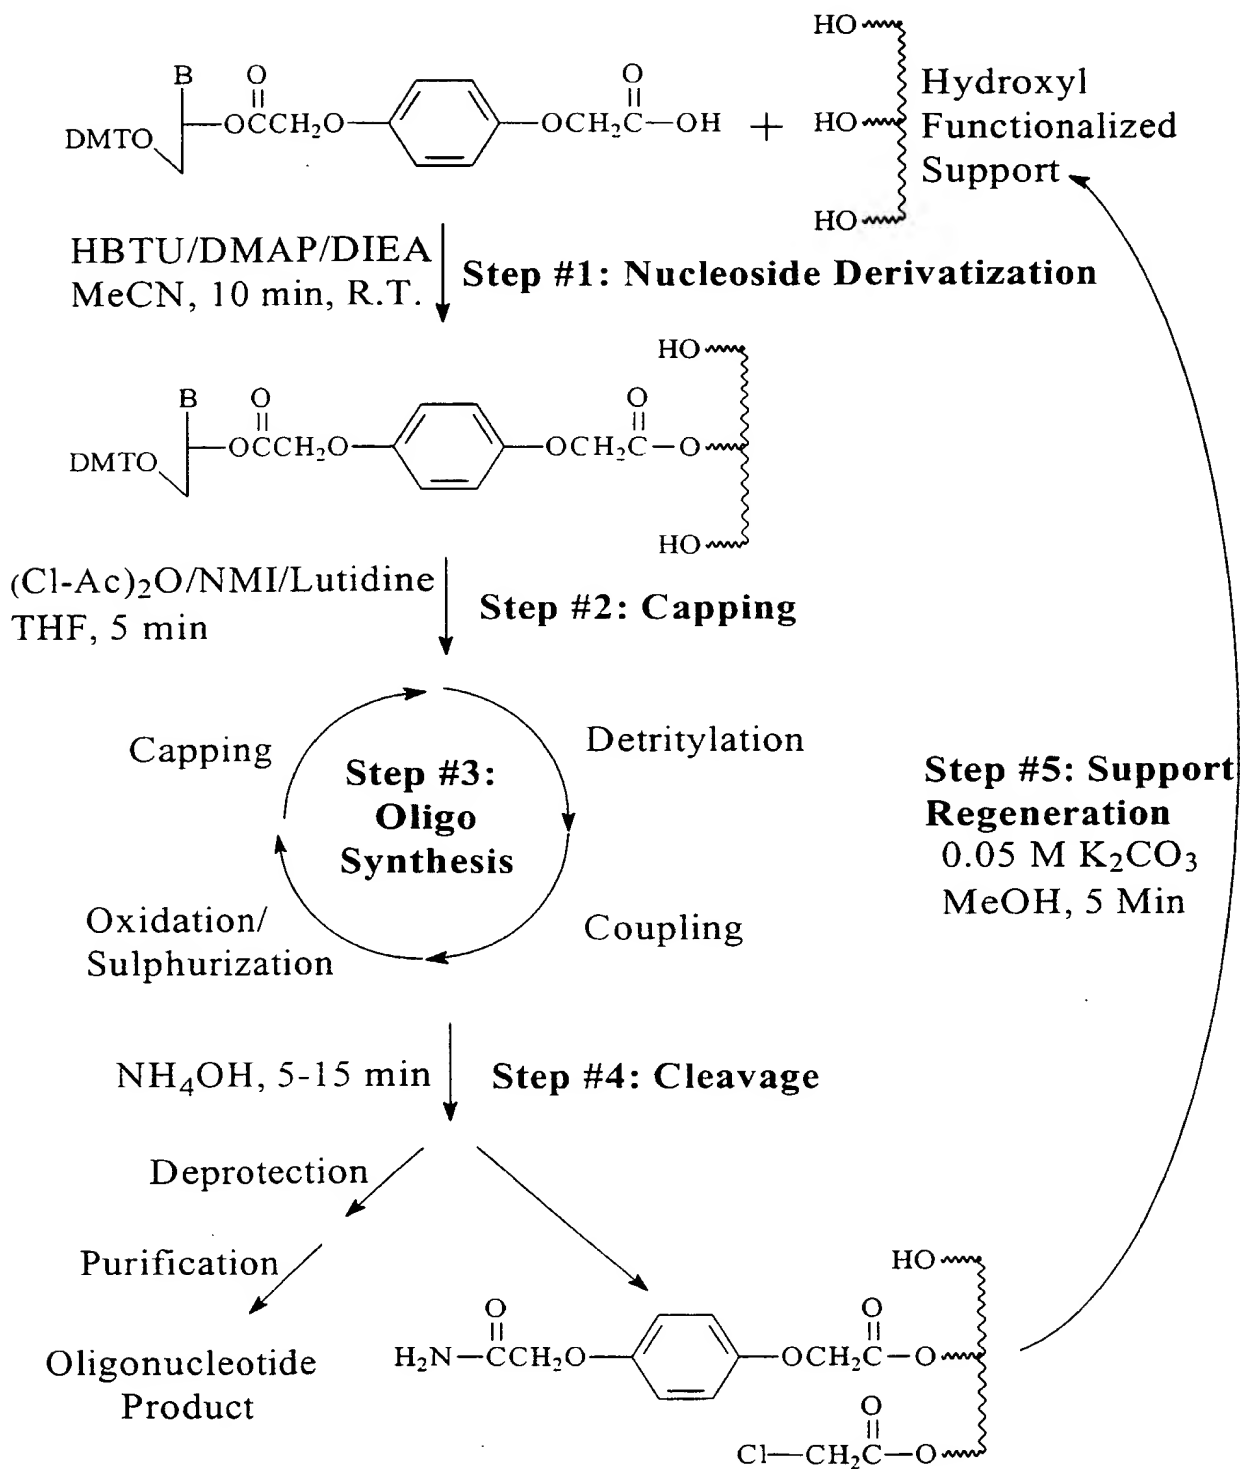 HO
B
O
O
DMTO
OCCH2O
OCH2C
OH
+
HO
Hydroxyl
Functionalized
Support
HO
HBTU/DMAP/DIEA
MeCN, 10 min, R.T.
Step #1: Nucleoside Derivatization
HO
B
O
O
DMTO
OCCH2O
OCH2C
O
HO
(Cl-Ac)2O/NMI/Lutidine
THF, 5 min
Step #2: Capping
Capping
Detritylation
Step #3:
Oligo
Synthesis
Oxidation/
Sulphurization
Coupling
Step #5: Support
Regeneration
0.05 M K2CO3
MeOH, 5 Min
NH4OH, 5-15 min
Step #4: Cleavage
Deprotection
Purification
Oligonucleotide
Product
HO
O
O
H2N
CCH2O
OCH2C
O
O
Cl
CH2C
O